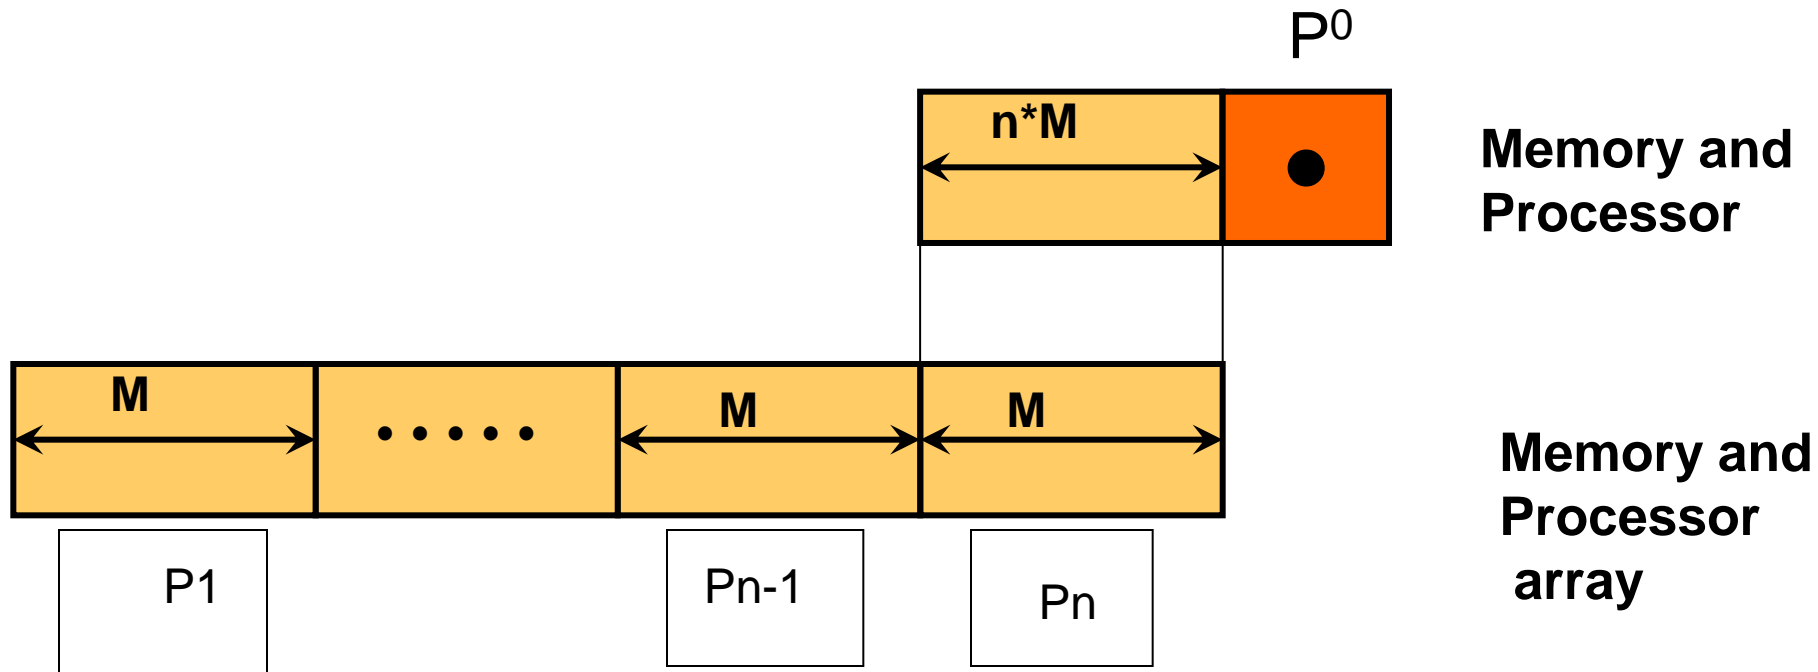 P⁰
n*M
Memory and
Processor
M
M
M
Memory and
Processor
array
P1
Pn-1
Pn